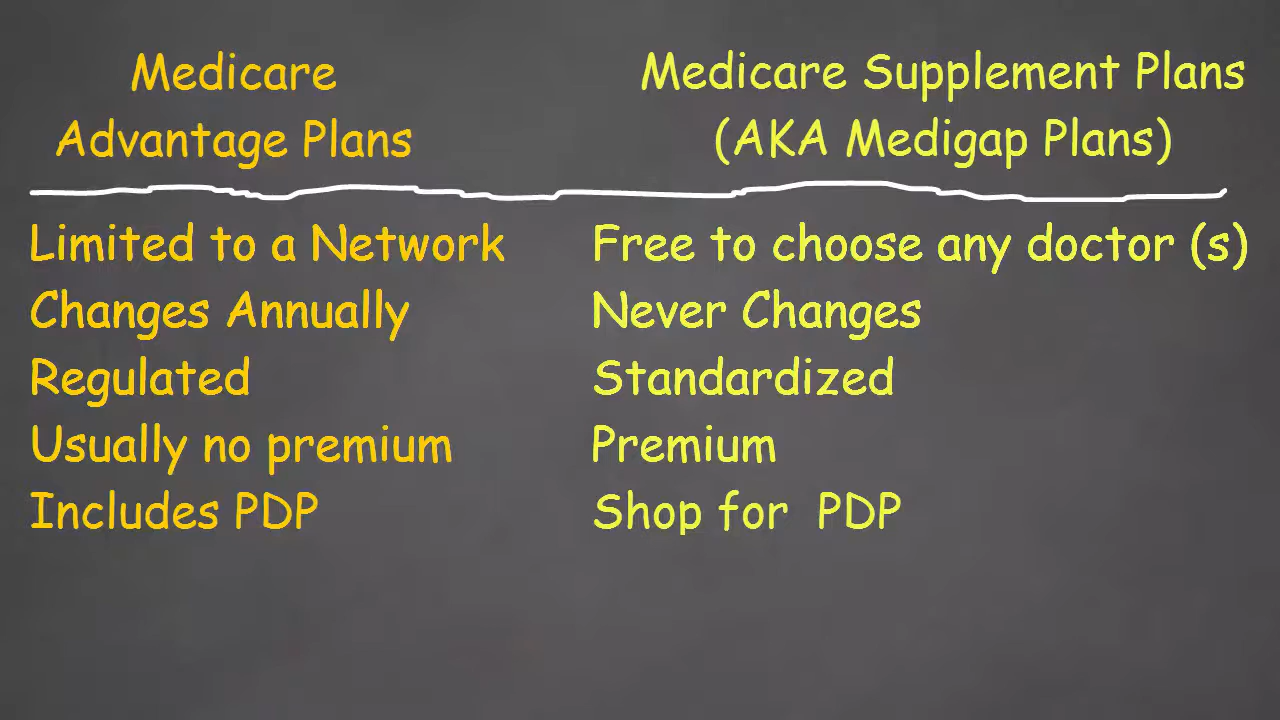 Medicare
Advantage Plans
Medicare Supplement Plans
(AKA Medigap Plans)
Limited to a Network
Free to choose any doctor (s)
Changes Annually
Never Changes
Regulated
Standardized
Usually no premium
Premium
Includes PDP
Shop for  PDP